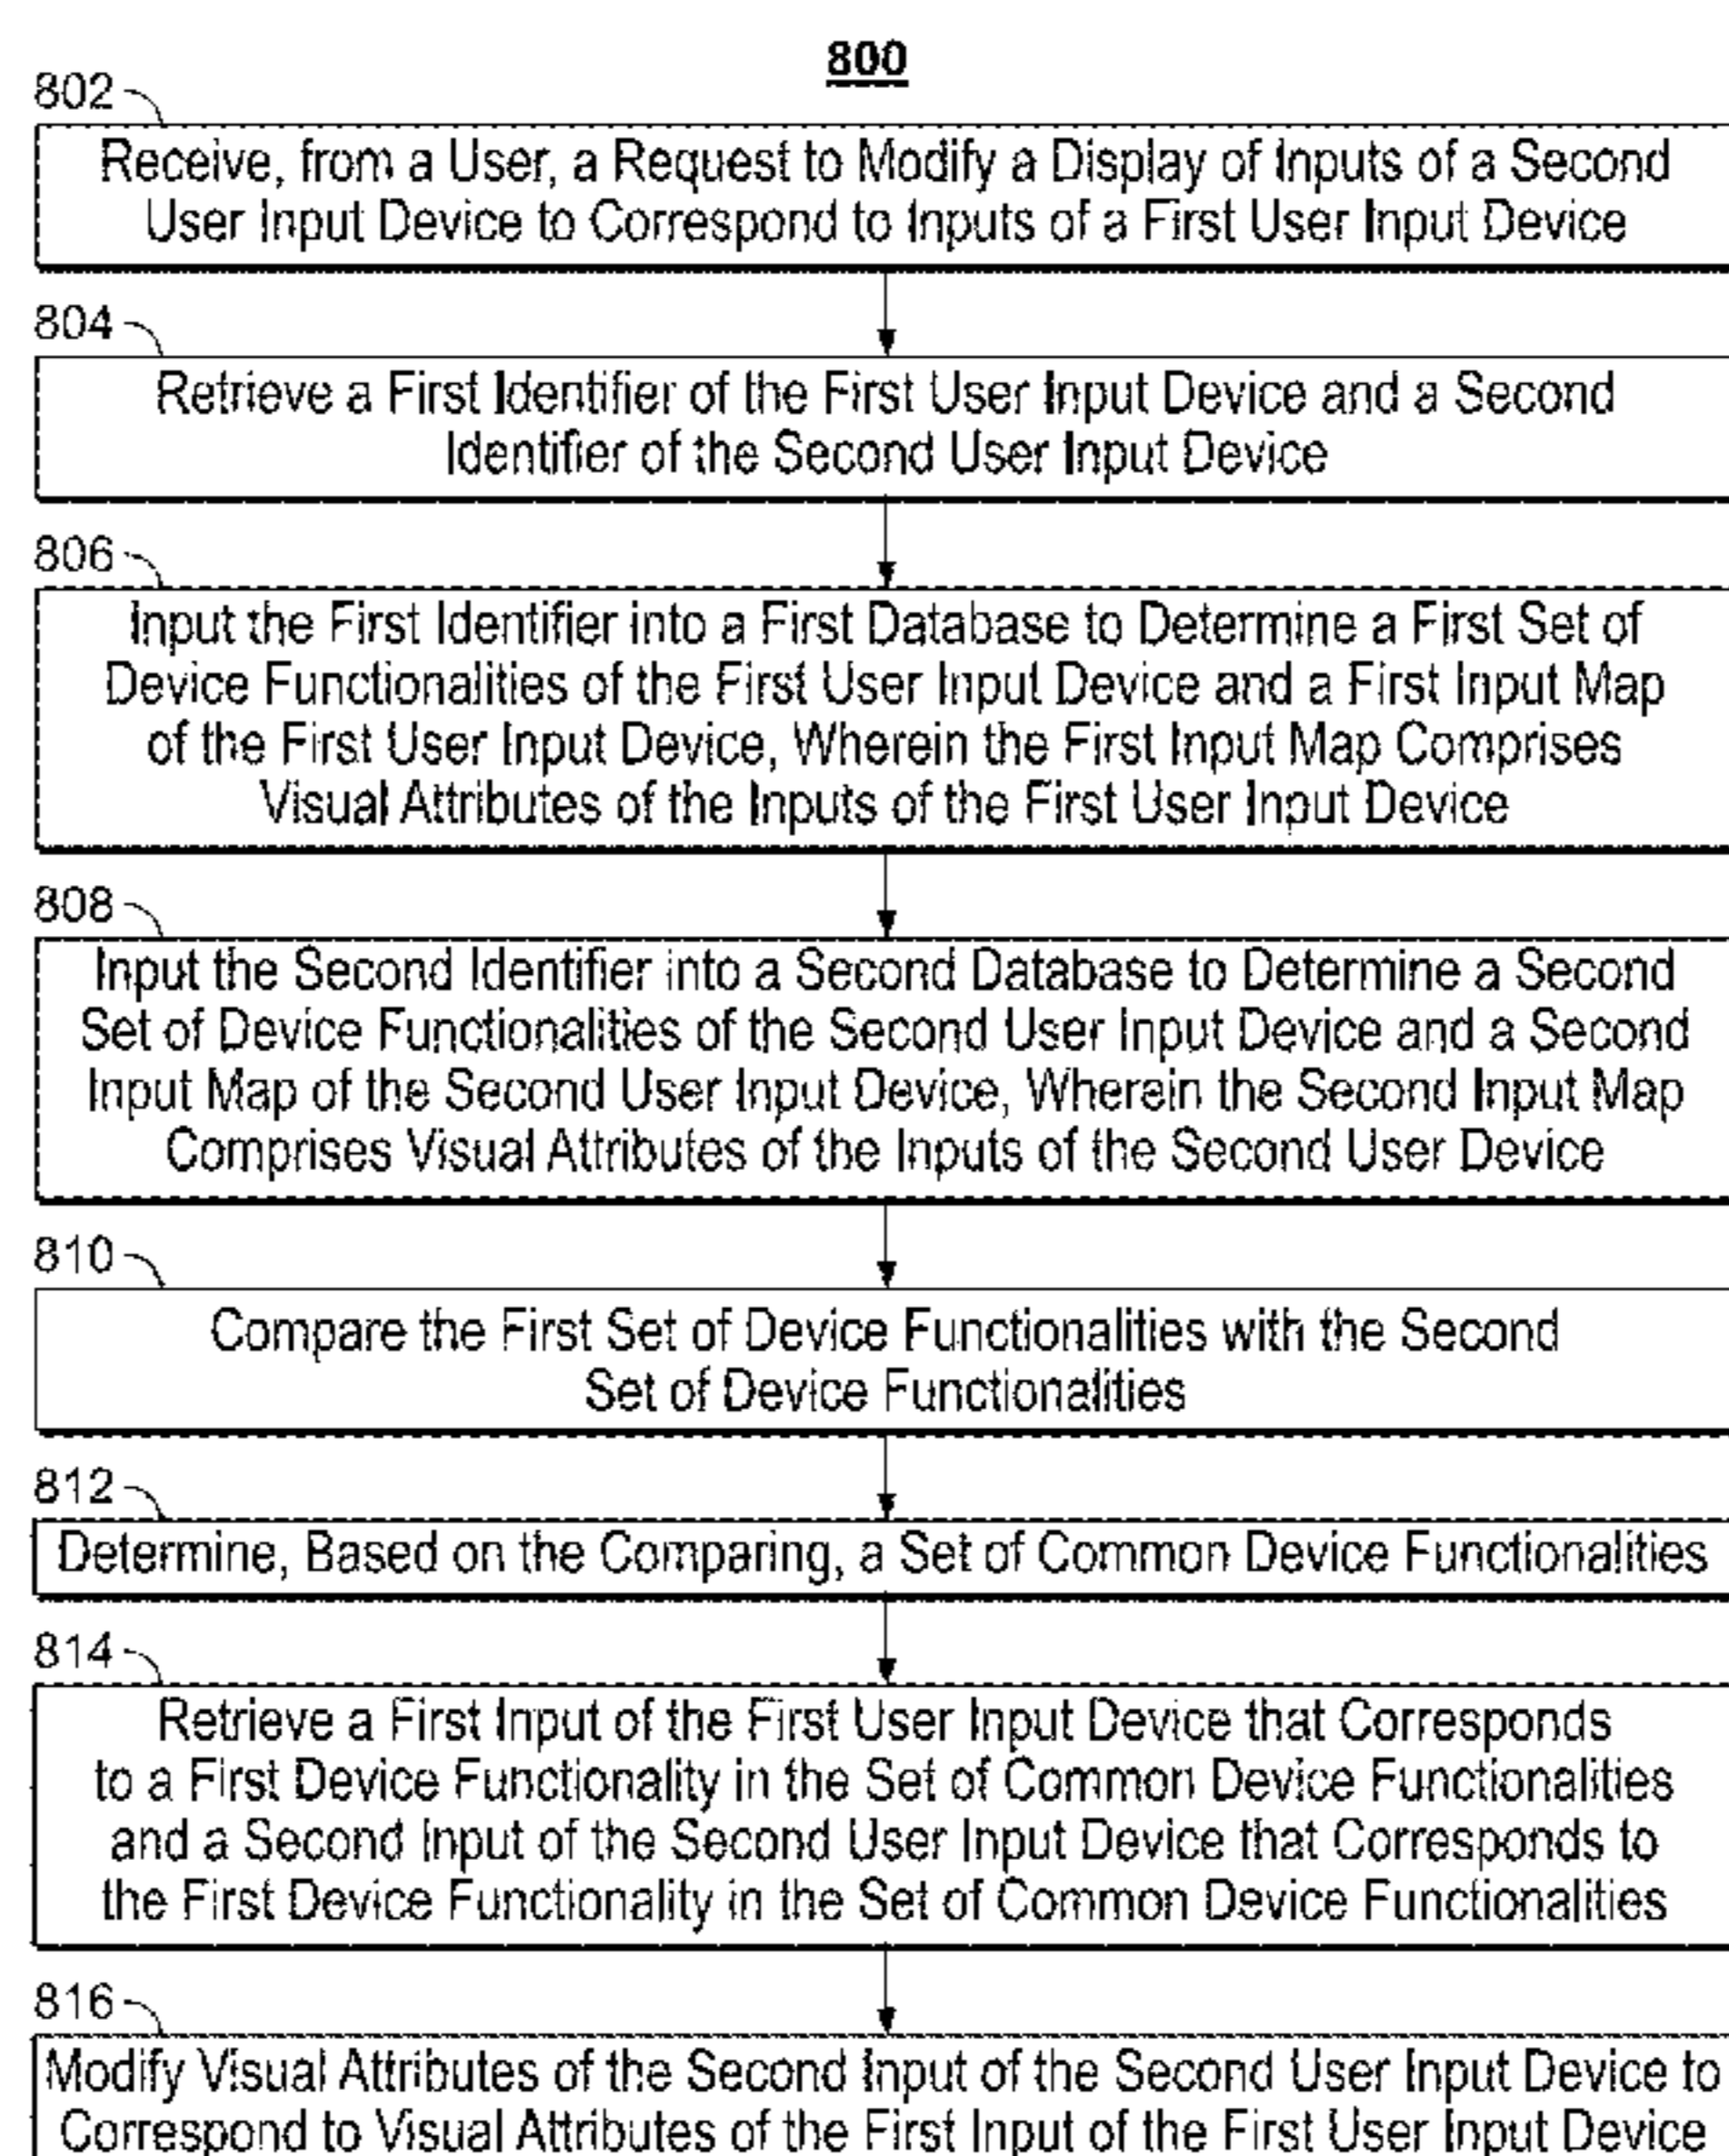 800
802
Receive, from a User, a Request to Modify a Display of Inputs of a Second
User Input Device to Correspond to Inputs of a First User Input Device
804
Retrieve a First Identifier of the First User Input Device and a Second
Identifier of the Second User Input Device
806
Input the First Identifier into a First Database to Determine a First Set of
Device Functionalities of the First User Input Device and a First Input Map
of the First User Input Device, Wherein the First Input Map Comprises
Visual Attributes of the Inputs of the First User Input Device
808
Input the Second Identifier into a Second Database to Determine a Second
Set of Device Functionalities of the Second User Input Device and a Second
Input Map of the Second User Input Device, Wherein the Second Input Map
Comprises Visual Attributes of the Inputs of the Second User Device
810
Compare the First Set of Device Functionalities with the Second
Set of Device Functionalities
812
Determine, Based on the Comparing, a Set of Common Device Functionalities
814
Retrieve a First Input of the First User Input Device that Corresponds
to a First Device Functionality in the Set of Common Device Functionalities
and a Second Input of the Second User Input Device that Corresponds to
the First Device Functionality in the Set of Common Device Functionalities
816
Modify Visual Attributes of the Second Input of the Second User Input Device to
Correspond to Visual Attributes of the First Input of the First User Input Device